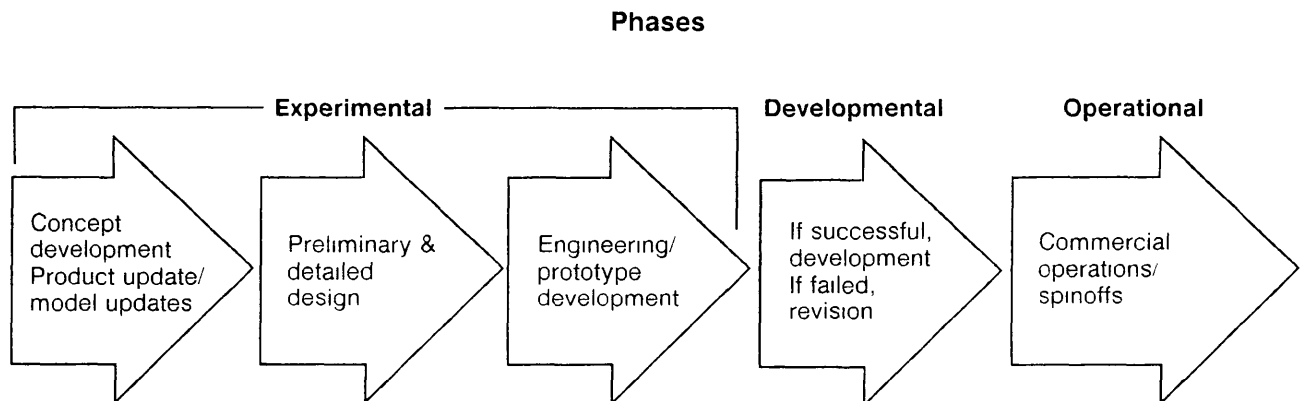 Phases
Experimental
Developmental
Operational
Concept
development
Product update/
model updates
Preliminary &
detailed
design
Engineering/
prototype
development
If successful,
development
If failed,
revision
Commercial
operations/
spinoffs